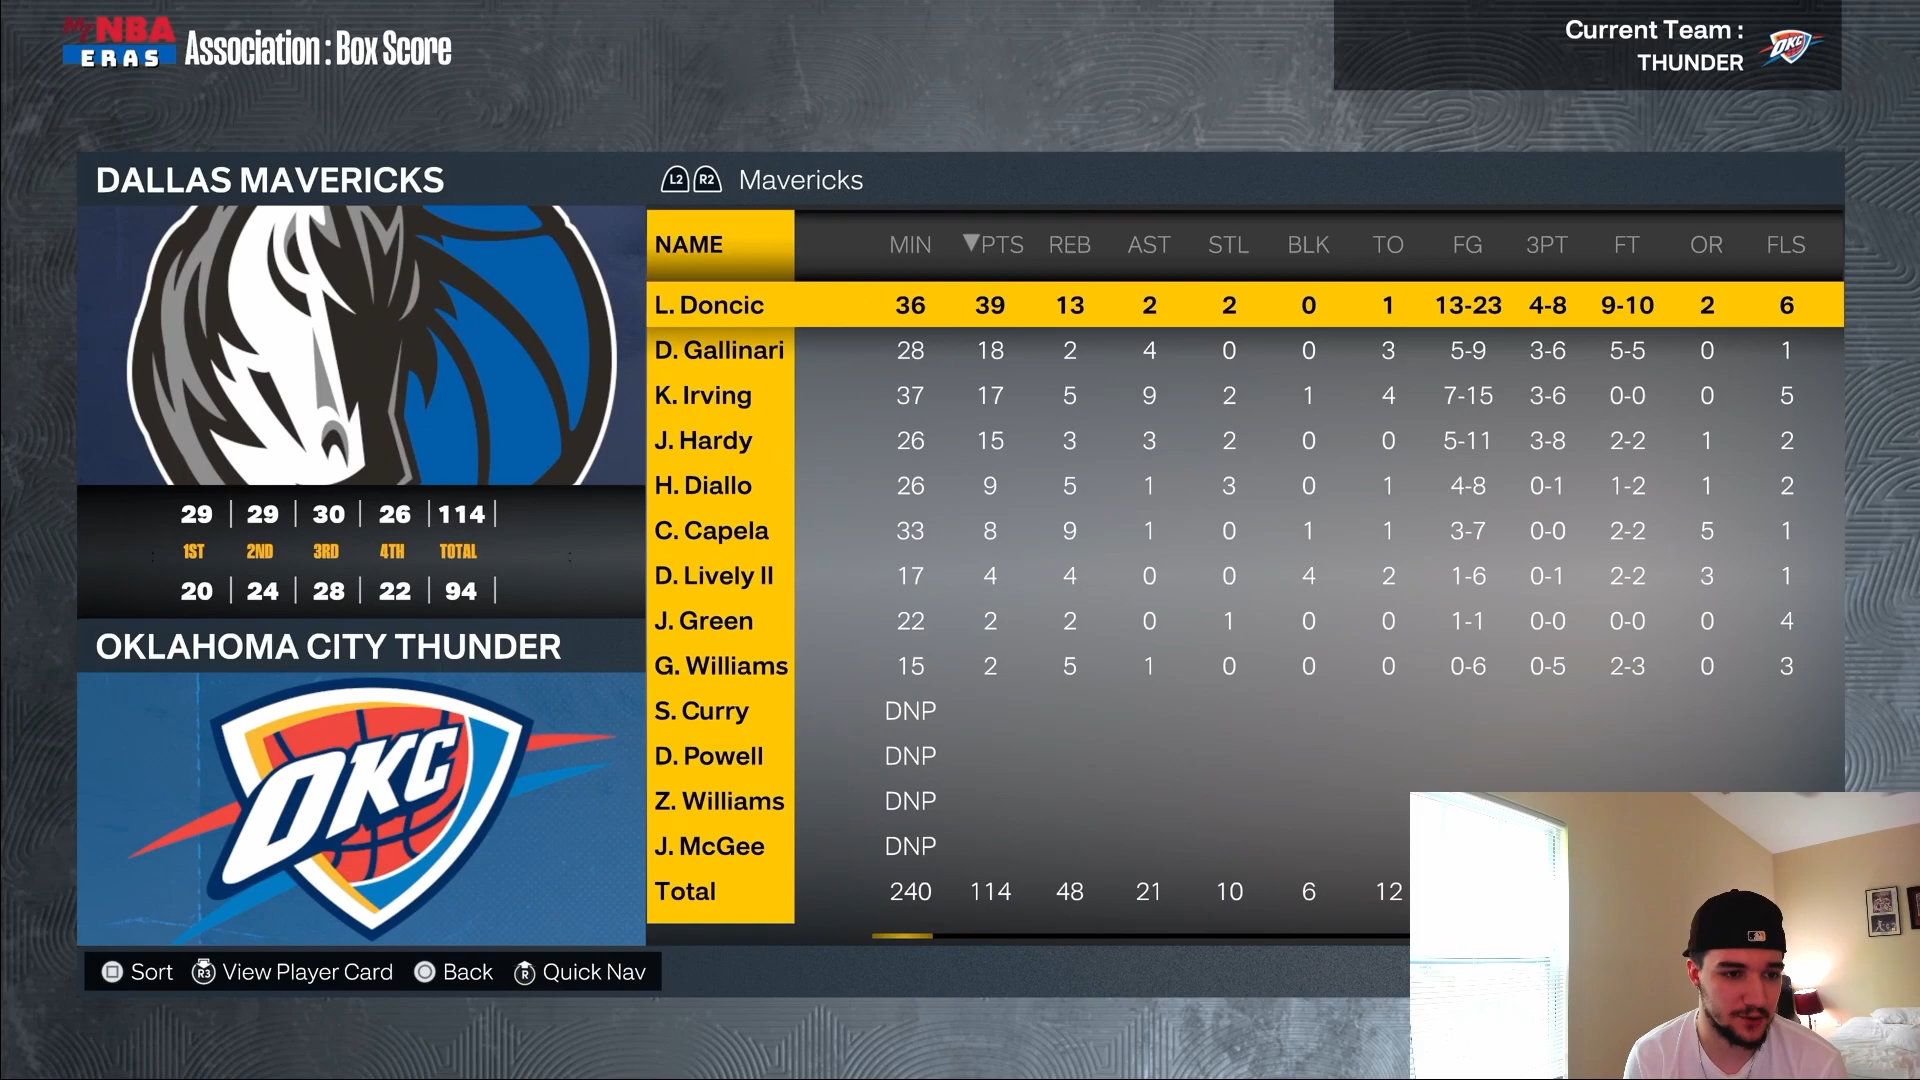 MyNBA
ERAS
Association : Box Score
Current Team :
THUNDER
OKC
DALLAS MAVERICKS
L2 R2 Mavericks
NAME MIN ▼PTS REB AST STL BLK TO FG 3PT FT OR FLS
L. Doncic 36 39 13 2 2 0 1 13-23 4-8 9-10 2 6
D. Gallinari 28 18 2 4 0 0 3 5-9 3-6 5-5 0 1
K. Irving 37 17 5 9 2 1 4 7-15 3-6 0-0 0 5
J. Hardy 26 15 3 3 2 0 0 5-11 3-8 2-2 1 2
H. Diallo 26 9 5 1 3 0 1 4-8 0-1 1-2 1 2
C. Capela 33 8 9 1 0 1 1 3-7 0-0 2-2 5 1
D. Lively II 17 4 4 0 0 4 2 1-6 0-1 2-2 3 1
J. Green 22 2 2 0 1 0 0 1-1 0-0 0-0 0 4
G. Williams 15 2 5 1 0 0 0 0-6 0-5 2-3 0 3
S. Curry DNP
D. Powell DNP
Z. Williams DNP
J. McGee DNP
Total 240 114 48 21 10 6 12
29 | 29 | 30 | 26 | 114 |
1ST 2ND 3RD 4TH TOTAL
20 | 24 | 28 | 22 | 94 |
OKLAHOMA CITY THUNDER
OKC
Sort R3 View Player Card Back R Quick Nav